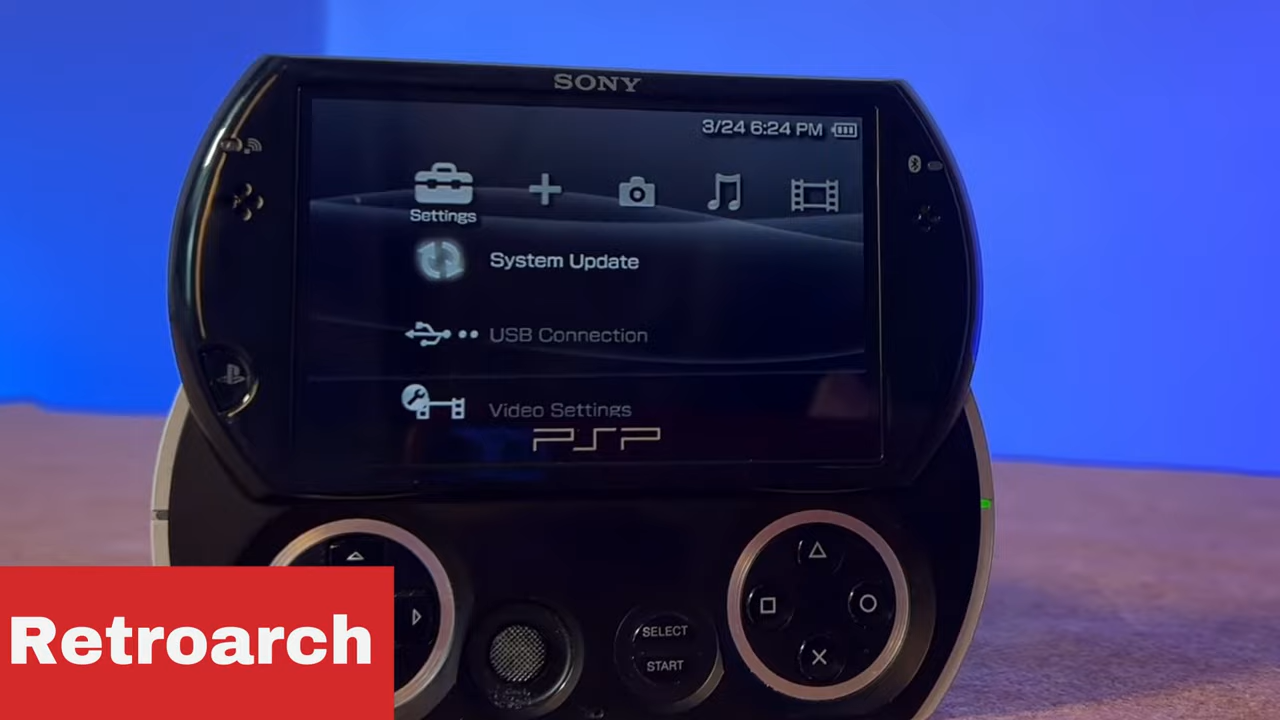 SONY
3/24 6:24 PM
Settings
System Update
USB Connection
Video Settings
PSP
SELECT
START
Retroarch